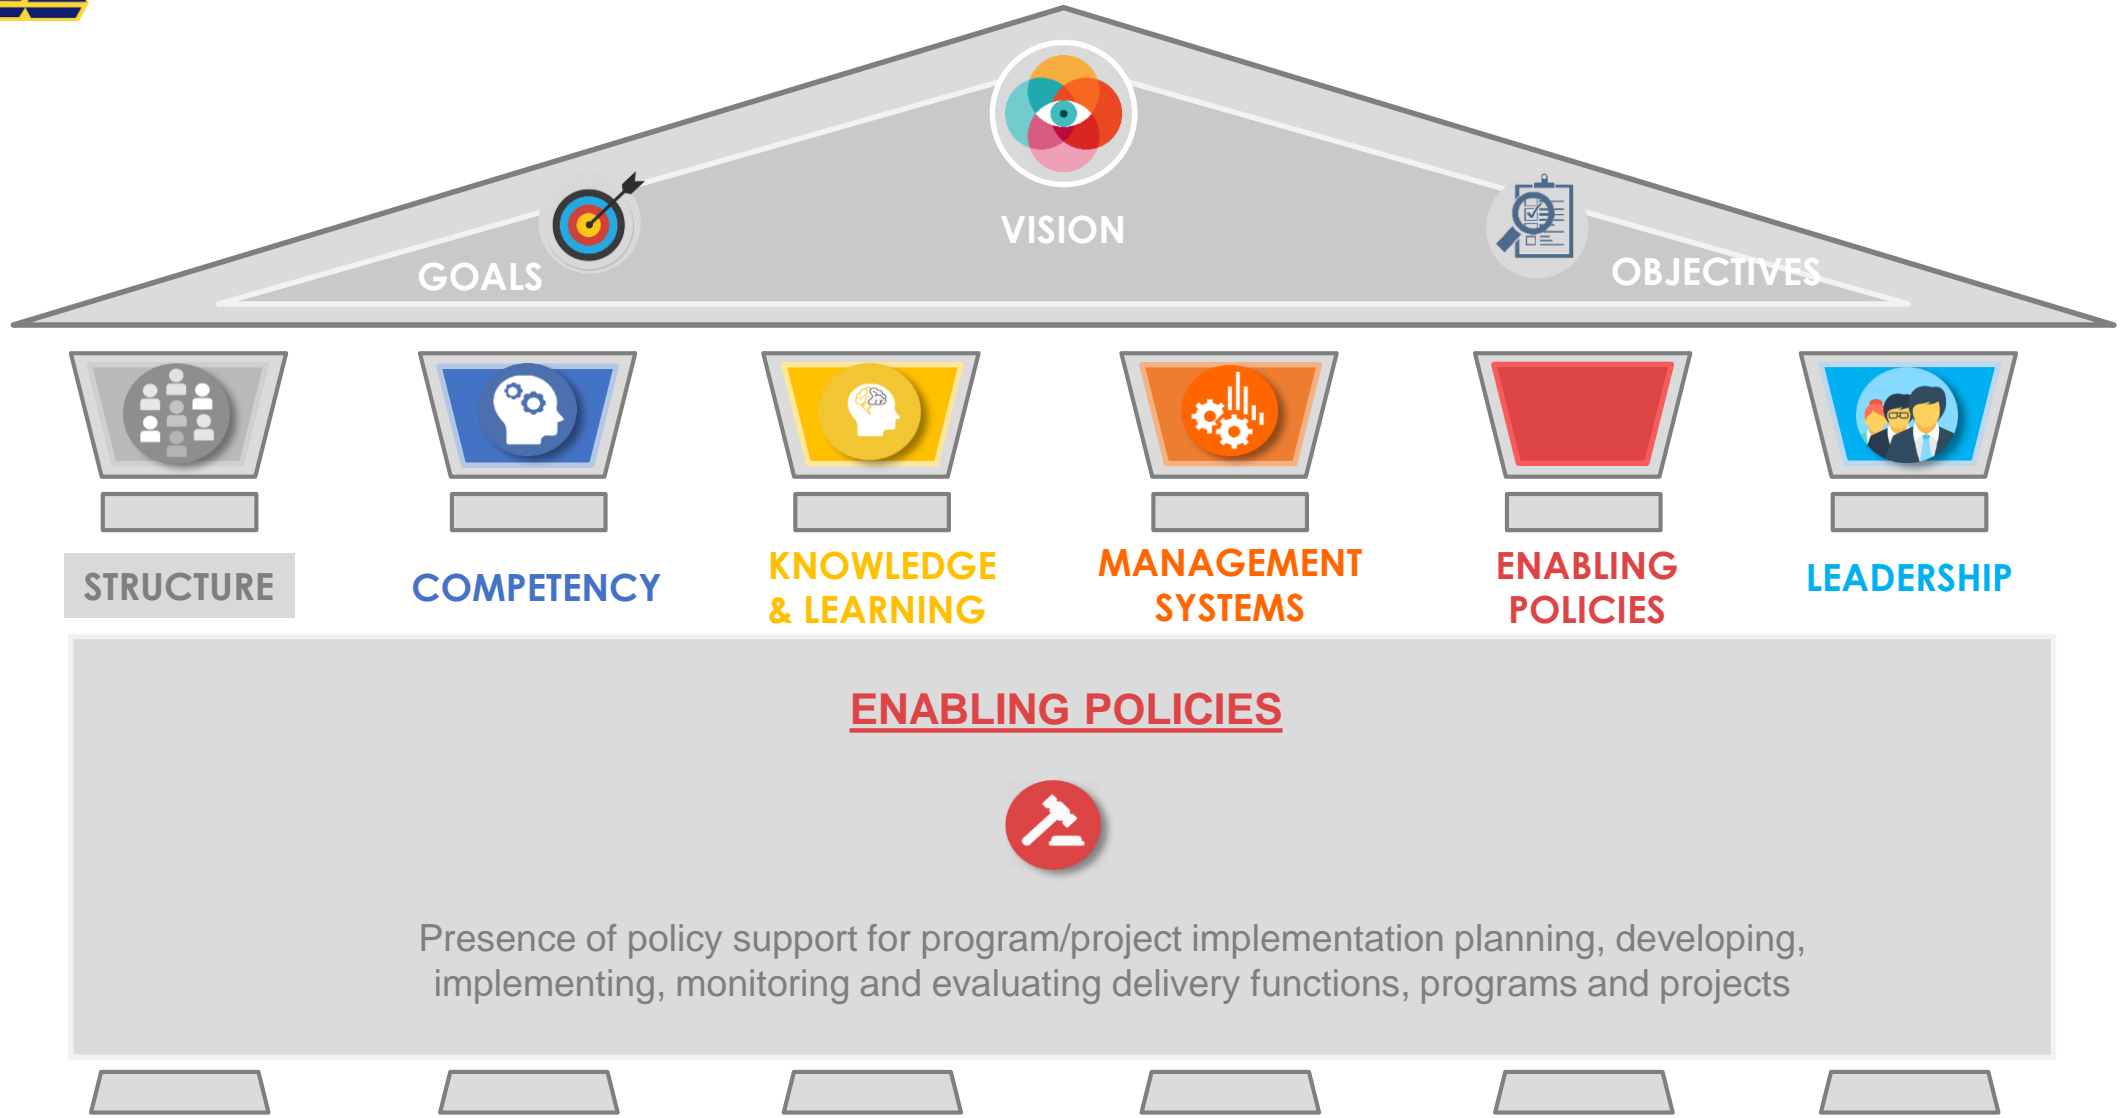 VISION
GOALS
OBJECTIVES
STRUCTURE
COMPETENCY
KNOWLEDGE
& LEARNING
MANAGEMENT
SYSTEMS
ENABLING
POLICIES
LEADERSHIP
ENABLING POLICIES
Presence of policy support for program/project implementation planning, developing,
implementing, monitoring and evaluating delivery functions, programs and projects